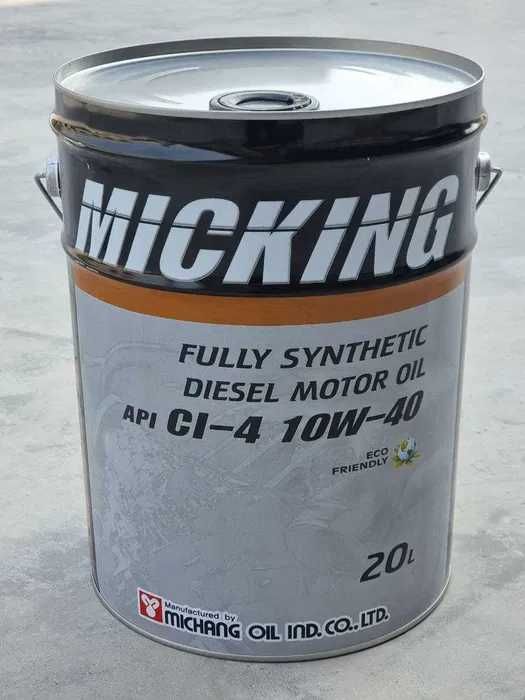 MICKING
FULLY SYNTHETIC
DIESEL MOTOR OIL
API CI-4 10W-40
ECO
FRIENDLY
20L
Manufactured by
MICHANG OIL IND. CO., LTD.